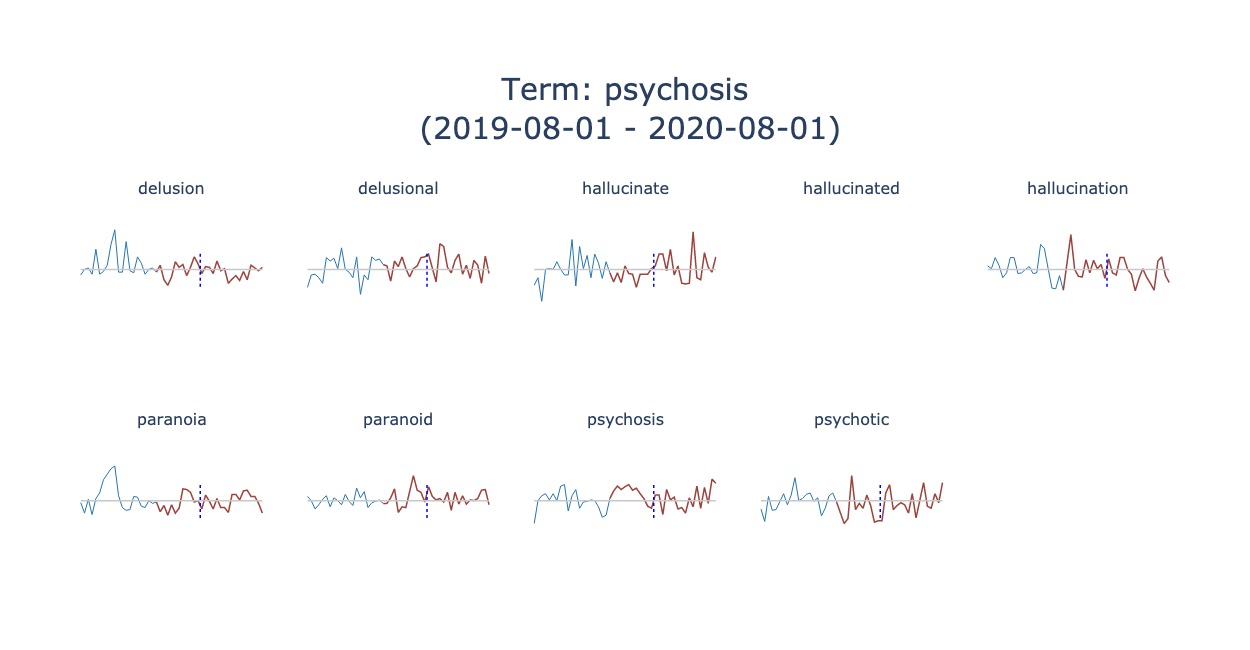 Term: psychosis
(2019-08-01 - 2020-08-01)
delusion
delusional
hallucinate
hallucinated
hallucination
paranoia
paranoid
psychosis
psychotic